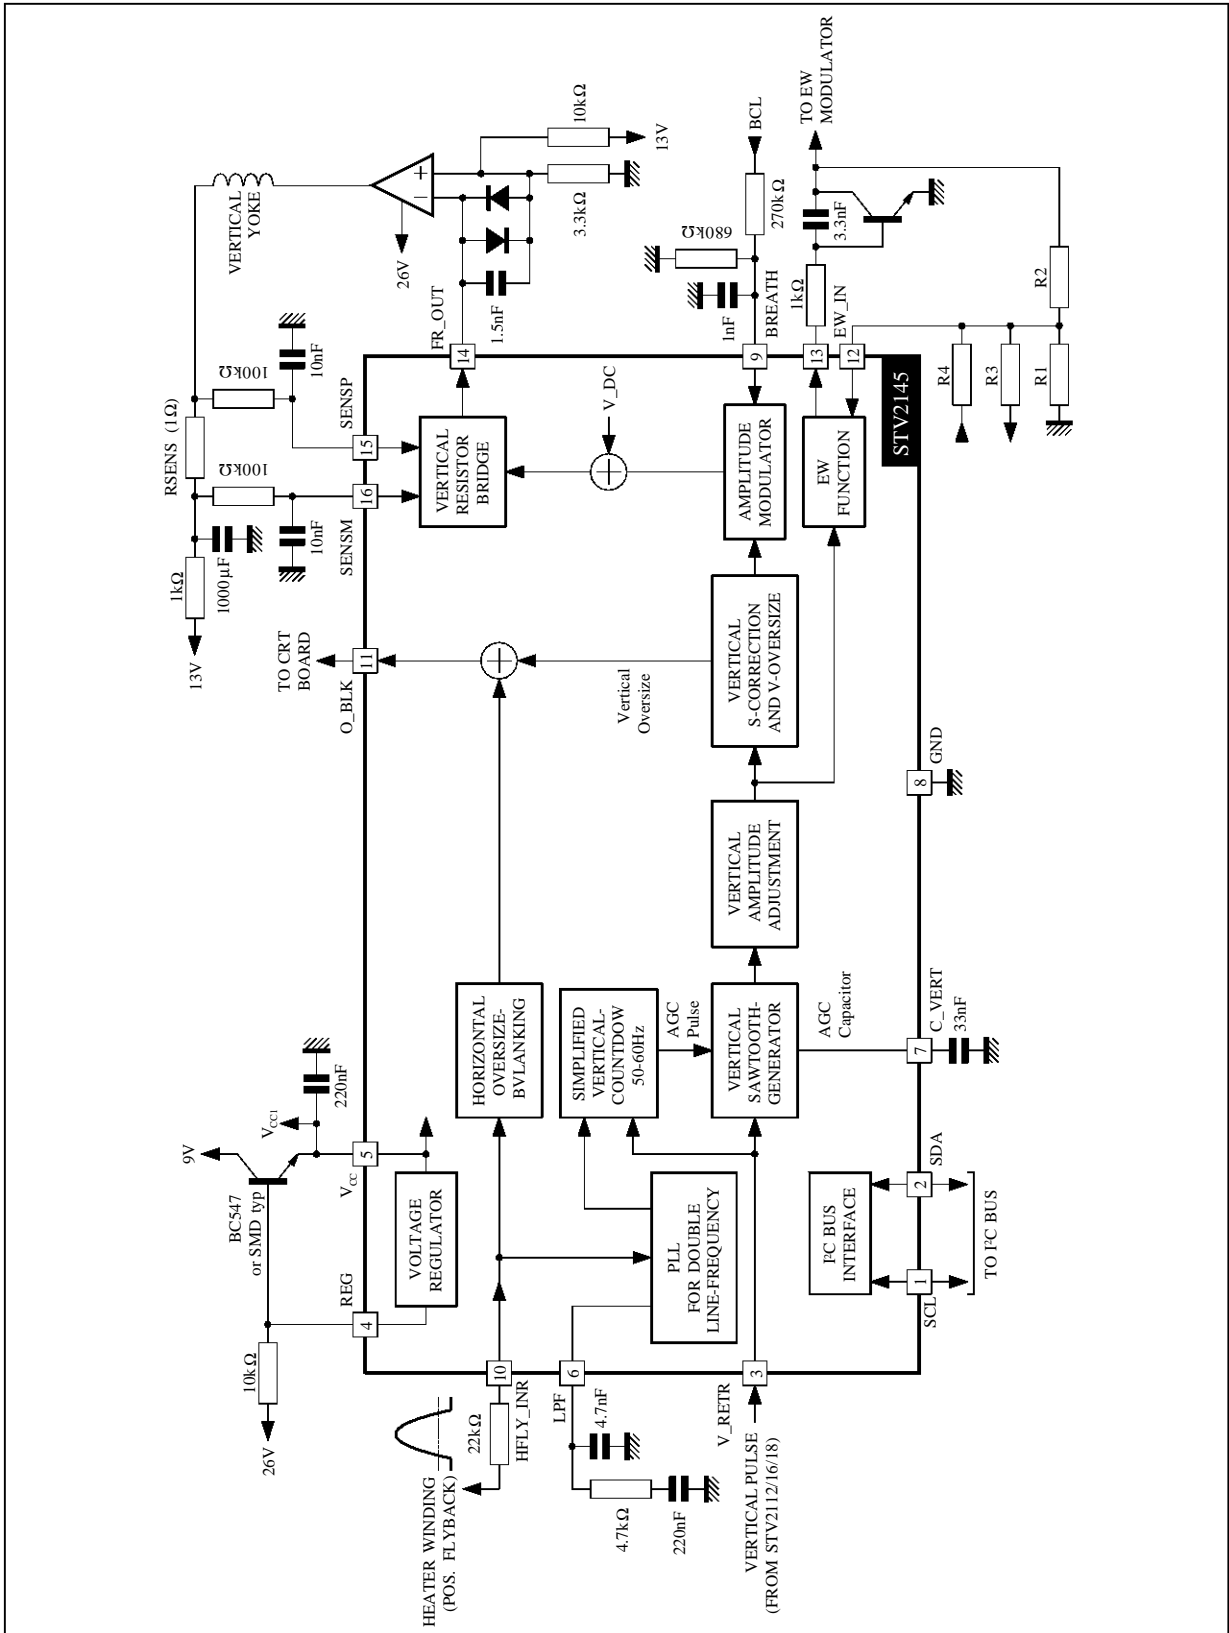 HEATER WINDING
(POS. FLYBACK)
22kΩ
HFLY_INR
10
26V
10kΩ
REG
4
BC547
or SMD typ
9V
V_CC1
220nF
V_CC
5
VOLTAGE
REGULATOR
HORIZONTAL
OVERSIZE-
BVLANKING
4.7kΩ
220nF
4.7nF
LPF
6
PLL
FOR DOUBLE
LINE-FREQUENCY
SIMPLIFIED
VERTICAL-
COUNTDOW
50-60Hz
AGC
Pulse
VERTICAL PULSE
(FROM STV2112/16/18)
V_RETR
3
VERTICAL
SAWTOOTH-
GENERATOR
AGC
Capacitor
7
C_VERT
33nF
I²C BUS
INTERFACE
1
SCL
2
SDA
TO I²C BUS
VERTICAL
AMPLITUDE
ADJUSTMENT
8
GND
VERTICAL
S-CORRECTION
AND V-OVERSIZE
Vertical
Oversize
TO CRT
BOARD
O_BLK
11
13V
1kΩ
1000µF
RSENS (1Ω)
100kΩ
100kΩ
10nF
10nF
SENSM
16
SENSP
15
VERTICAL
RESISTOR
BRIDGE
V_DC
AMPLITUDE
MODULATOR
EW
FUNCTION
STV2145
VERTICAL
YOKE
26V
+
−
FR_OUT
14
1.5nF
3.3kΩ
10kΩ
13V
9
BREATH
1nF
680kΩ
270kΩ
BCL
13
1kΩ
12
EW_IN
3.3nF
TO EW
MODULATOR
R4
R3
R1
R2